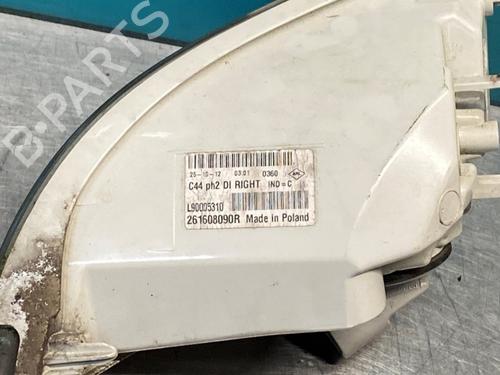 B-PARTS
25-10-12 03:01 0360
C44 ph2 DI RIGHT IND=C
L90005310
261608090R Made in Poland